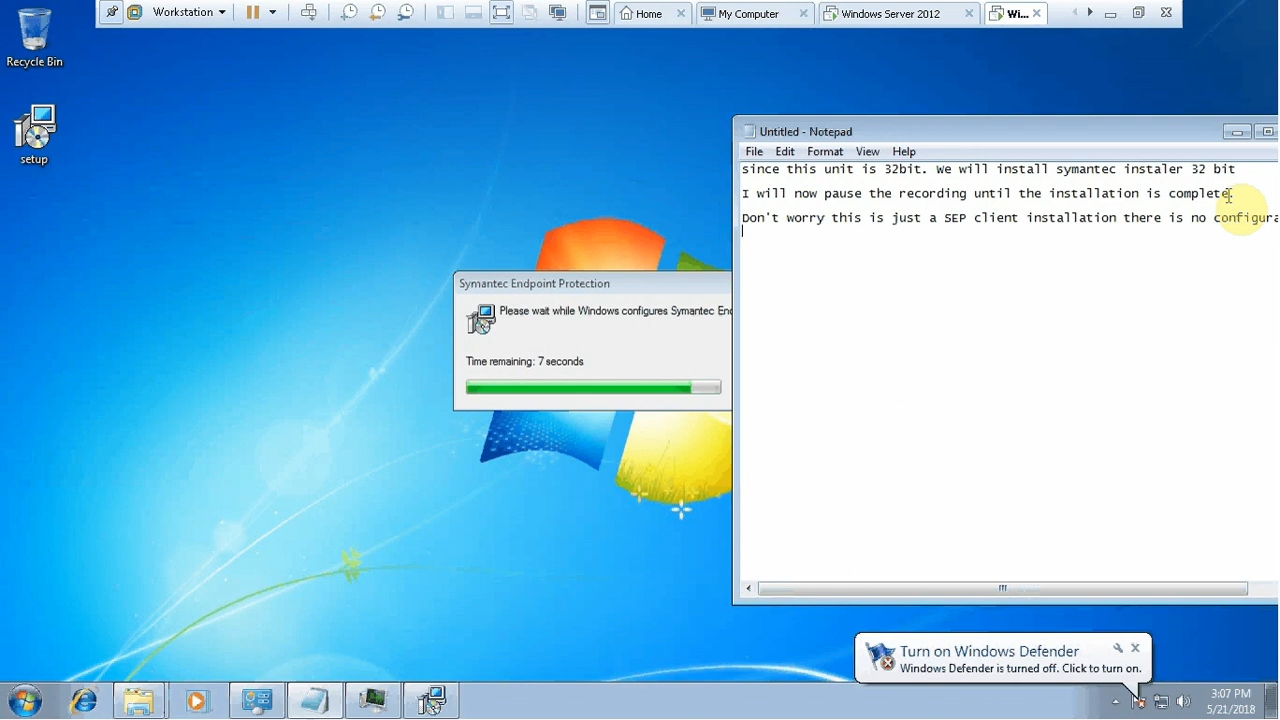 Workstation
Home
My Computer
Windows Server 2012
Wi...
Recycle Bin
setup
Untitled - Notepad
File Edit Format View Help
since this unit is 32bit. We will install symantec instaler 32 bit
I will now pause the recording until the installation is complete.
Don't worry this is just a SEP client installation there is no configura
Symantec Endpoint Protection
Please wait while Windows configures Symantec En
Time remaining: 7 seconds
Turn on Windows Defender
Windows Defender is turned off. Click to turn on.
3:07 PM
5/21/2018